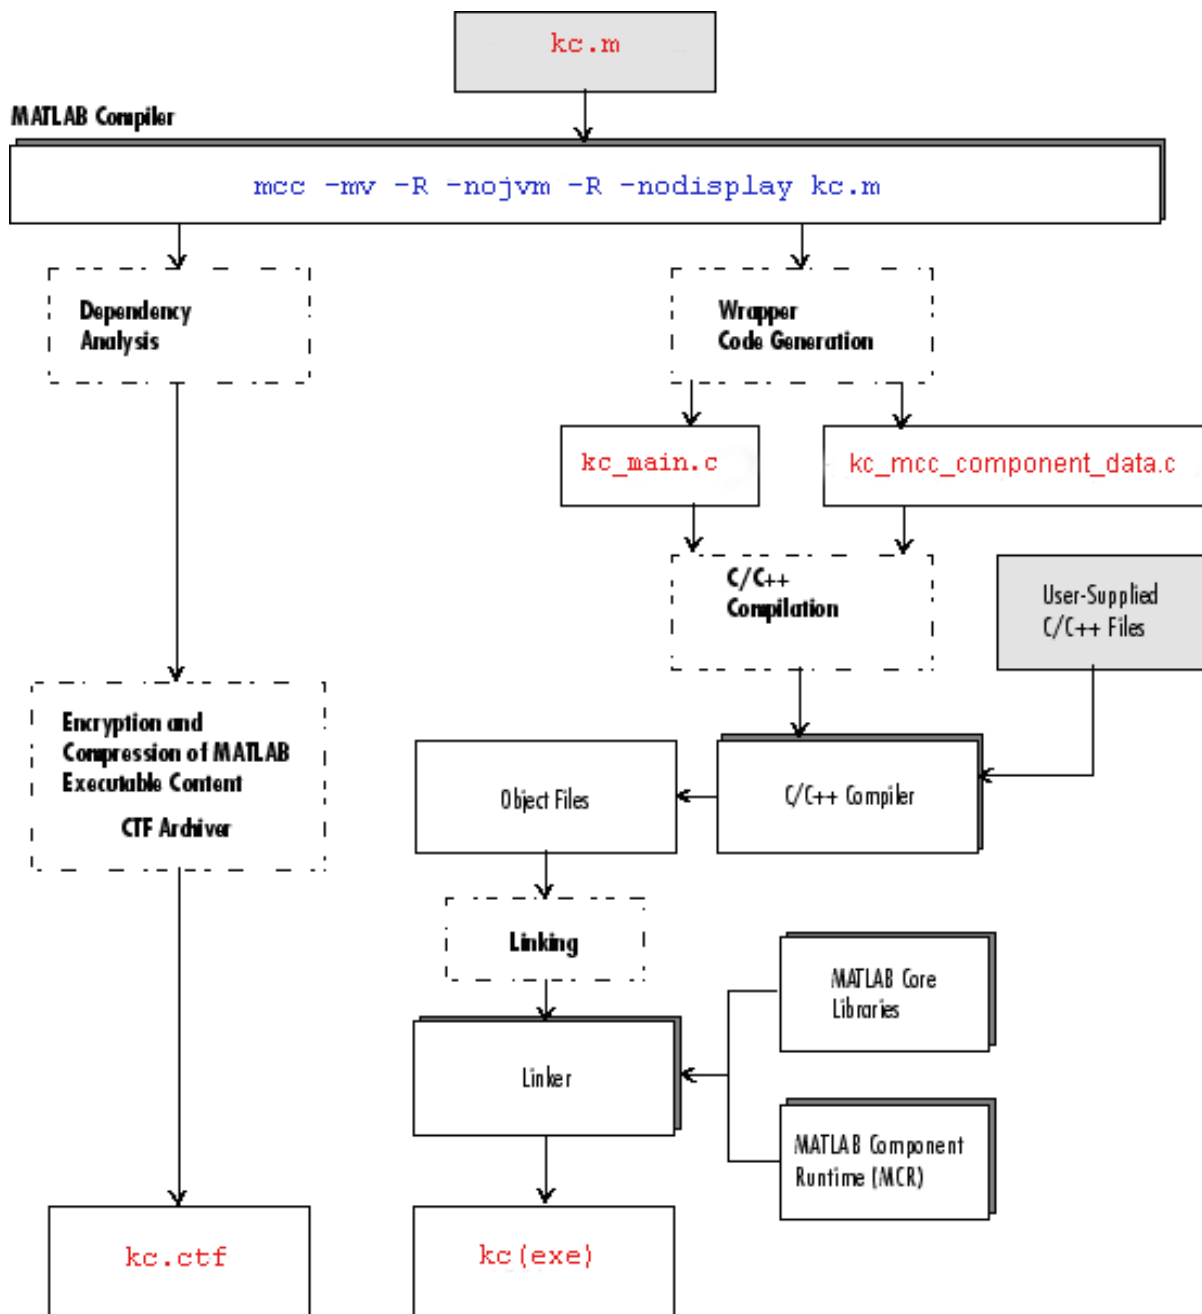 kc.m
MATLAB Compiler
mcc -mv -R -nojvm -R -nodisplay kc.m
Dependency
Analysis
Wrapper
Code Generation
kc_main.c
kc_mcc_component_data.c
C/C++
Compilation
User-Supplied
C/C++ Files
Encryption and
Compression of MATLAB
Executable Content
CTF Archiver
Object Files
C/C++ Compiler
Linking
MATLAB Core
Libraries
Linker
MATLAB Component
Runtime (MCR)
kc.ctf
kc(exe)